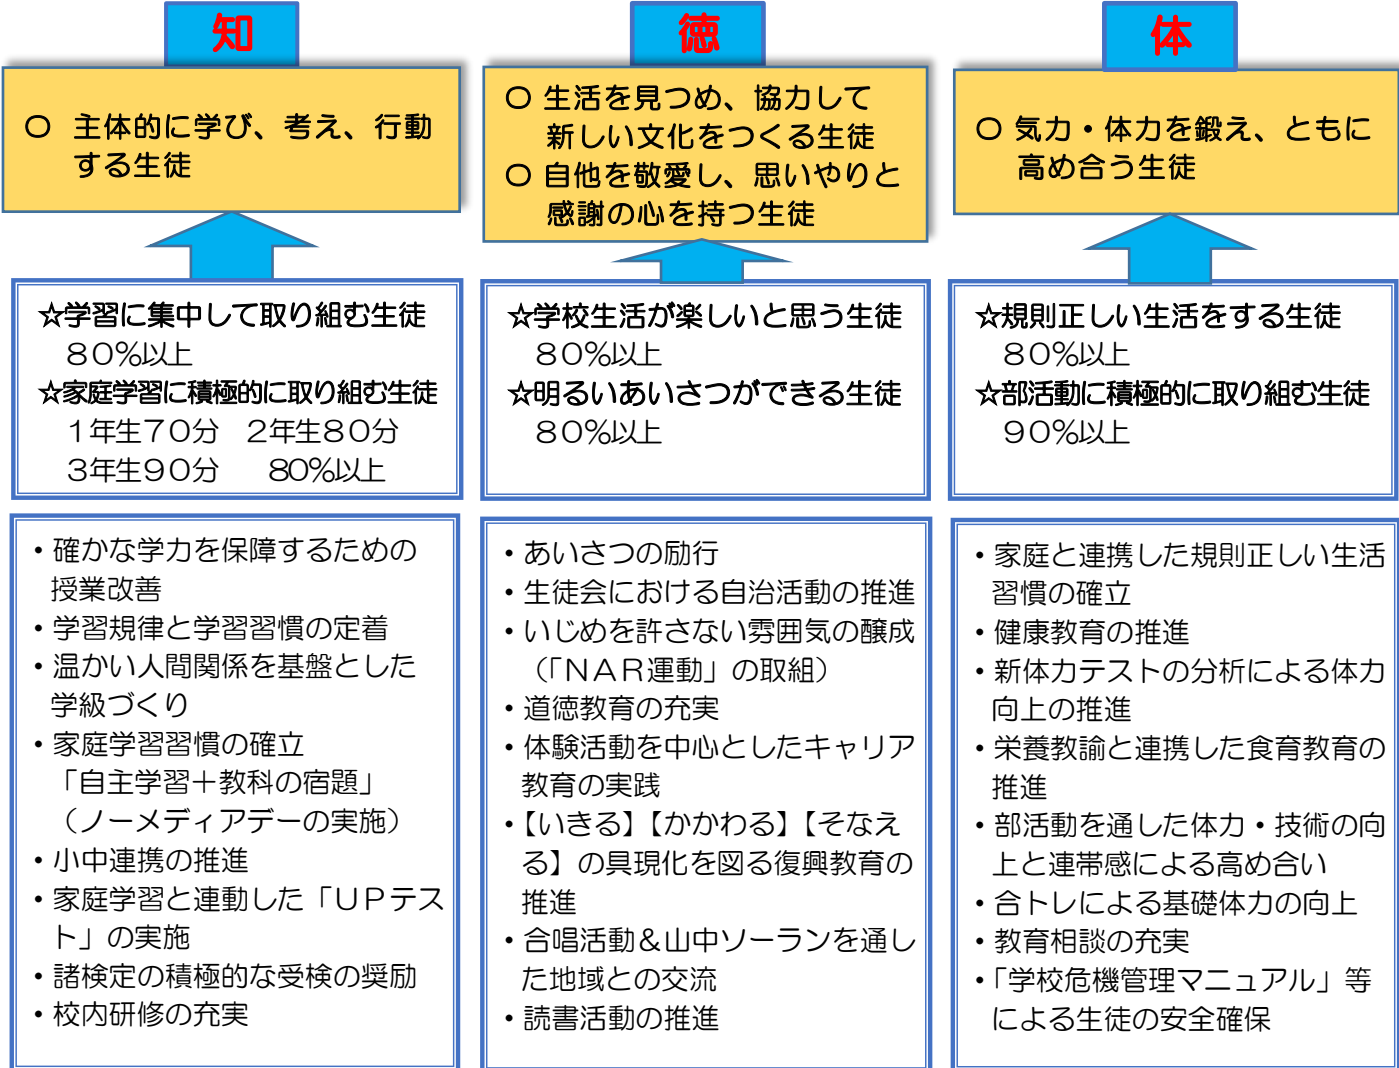 知
〇 主体的に学び、考え、行動
する生徒
☆学習に集中して取り組む生徒
８０％以上
☆家庭学習に積極的に取り組む生徒
１年生７０分　２年生８０分
３年生９０分　８０％以上
・確かな学力を保障するための
授業改善
・学習規律と学習習慣の定着
・温かい人間関係を基盤とした
学級づくり
・家庭学習習慣の確立
「自主学習＋教科の宿題」
（ノーメディアデーの実施）
・小中連携の推進
・家庭学習と連動した「ＵＰテス
ト」の実施
・諸検定の積極的な受検の奨励
・校内研修の充実
徳
〇 生活を見つめ、協力して
新しい文化をつくる生徒
〇 自他を敬愛し、思いやりと
感謝の心を持つ生徒
☆学校生活が楽しいと思う生徒
８０％以上
☆明るいあいさつができる生徒
８０％以上
・あいさつの励行
・生徒会における自治活動の推進
・いじめを許さない雰囲気の醸成
（「ＮＡＲ運動」の取組）
・道徳教育の充実
・体験活動を中心としたキャリア
教育の実践
・【いきる】【かかわる】【そなえ
る】の具現化を図る復興教育の
推進
・合唱活動＆山中ソーランを通し
た地域との交流
・読書活動の推進
体
〇 気力・体力を鍛え、ともに
高め合う生徒
☆規則正しい生活をする生徒
８０％以上
☆部活動に積極的に取り組む生徒
９０％以上
・家庭と連携した規則正しい生活
習慣の確立
・健康教育の推進
・新体力テストの分析による体力
向上の推進
・栄養教諭と連携した食育教育の
推進
・部活動を通した体力・技術の向
上と連帯感による高め合い
・合トレによる基礎体力の向上
・教育相談の充実
・「学校危機管理マニュアル」等
による生徒の安全確保